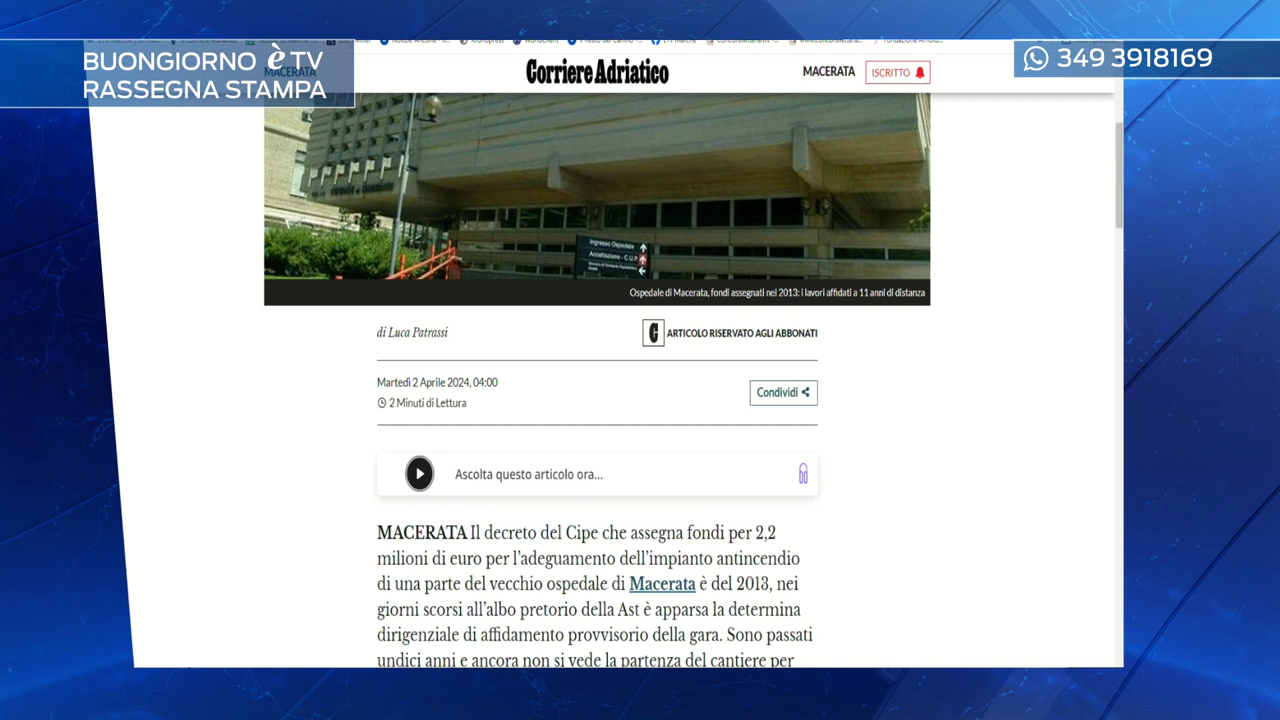 BUONGIORNO è TV
RASSEGNA STAMPA
349 3918169
MACERATA
Corriere Adriatico
MACERATA
ISCRITTO
Ingresso Ospedale
Accettazione - C.U.P.
Ospedale di Macerata, fondi assegnati nel 2013: i lavori affidati a 11 anni di distanza
di Luca Patrassi
ARTICOLO RISERVATO AGLI ABBONATI
Martedì 2 Aprile 2024, 04:00
2 Minuti di Lettura
Condividi
Ascolta questo articolo ora...
MACERATA Il decreto del Cipe che assegna fondi per 2,2
milioni di euro per l'adeguamento dell'impianto antincendio
di una parte del vecchio ospedale di Macerata è del 2013, nei
giorni scorsi all'albo pretorio della Ast è apparsa la determina
dirigenziale di affidamento provvisorio della gara. Sono passati
undici anni e ancora non si vede la partenza del cantiere per